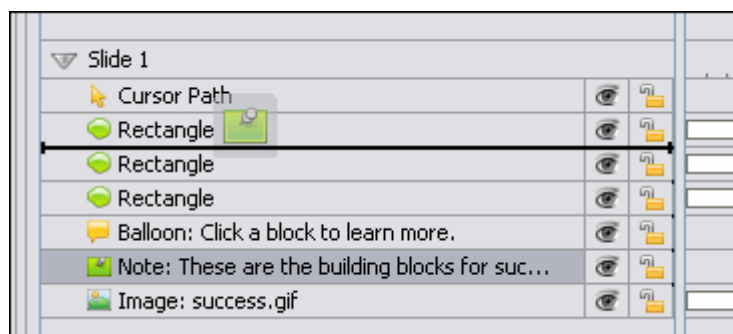 Slide 1
Cursor Path
Rectangle
Rectangle
Rectangle
Balloon: Click a block to learn more.
Note: These are the building blocks for suc...
Image: success.gif